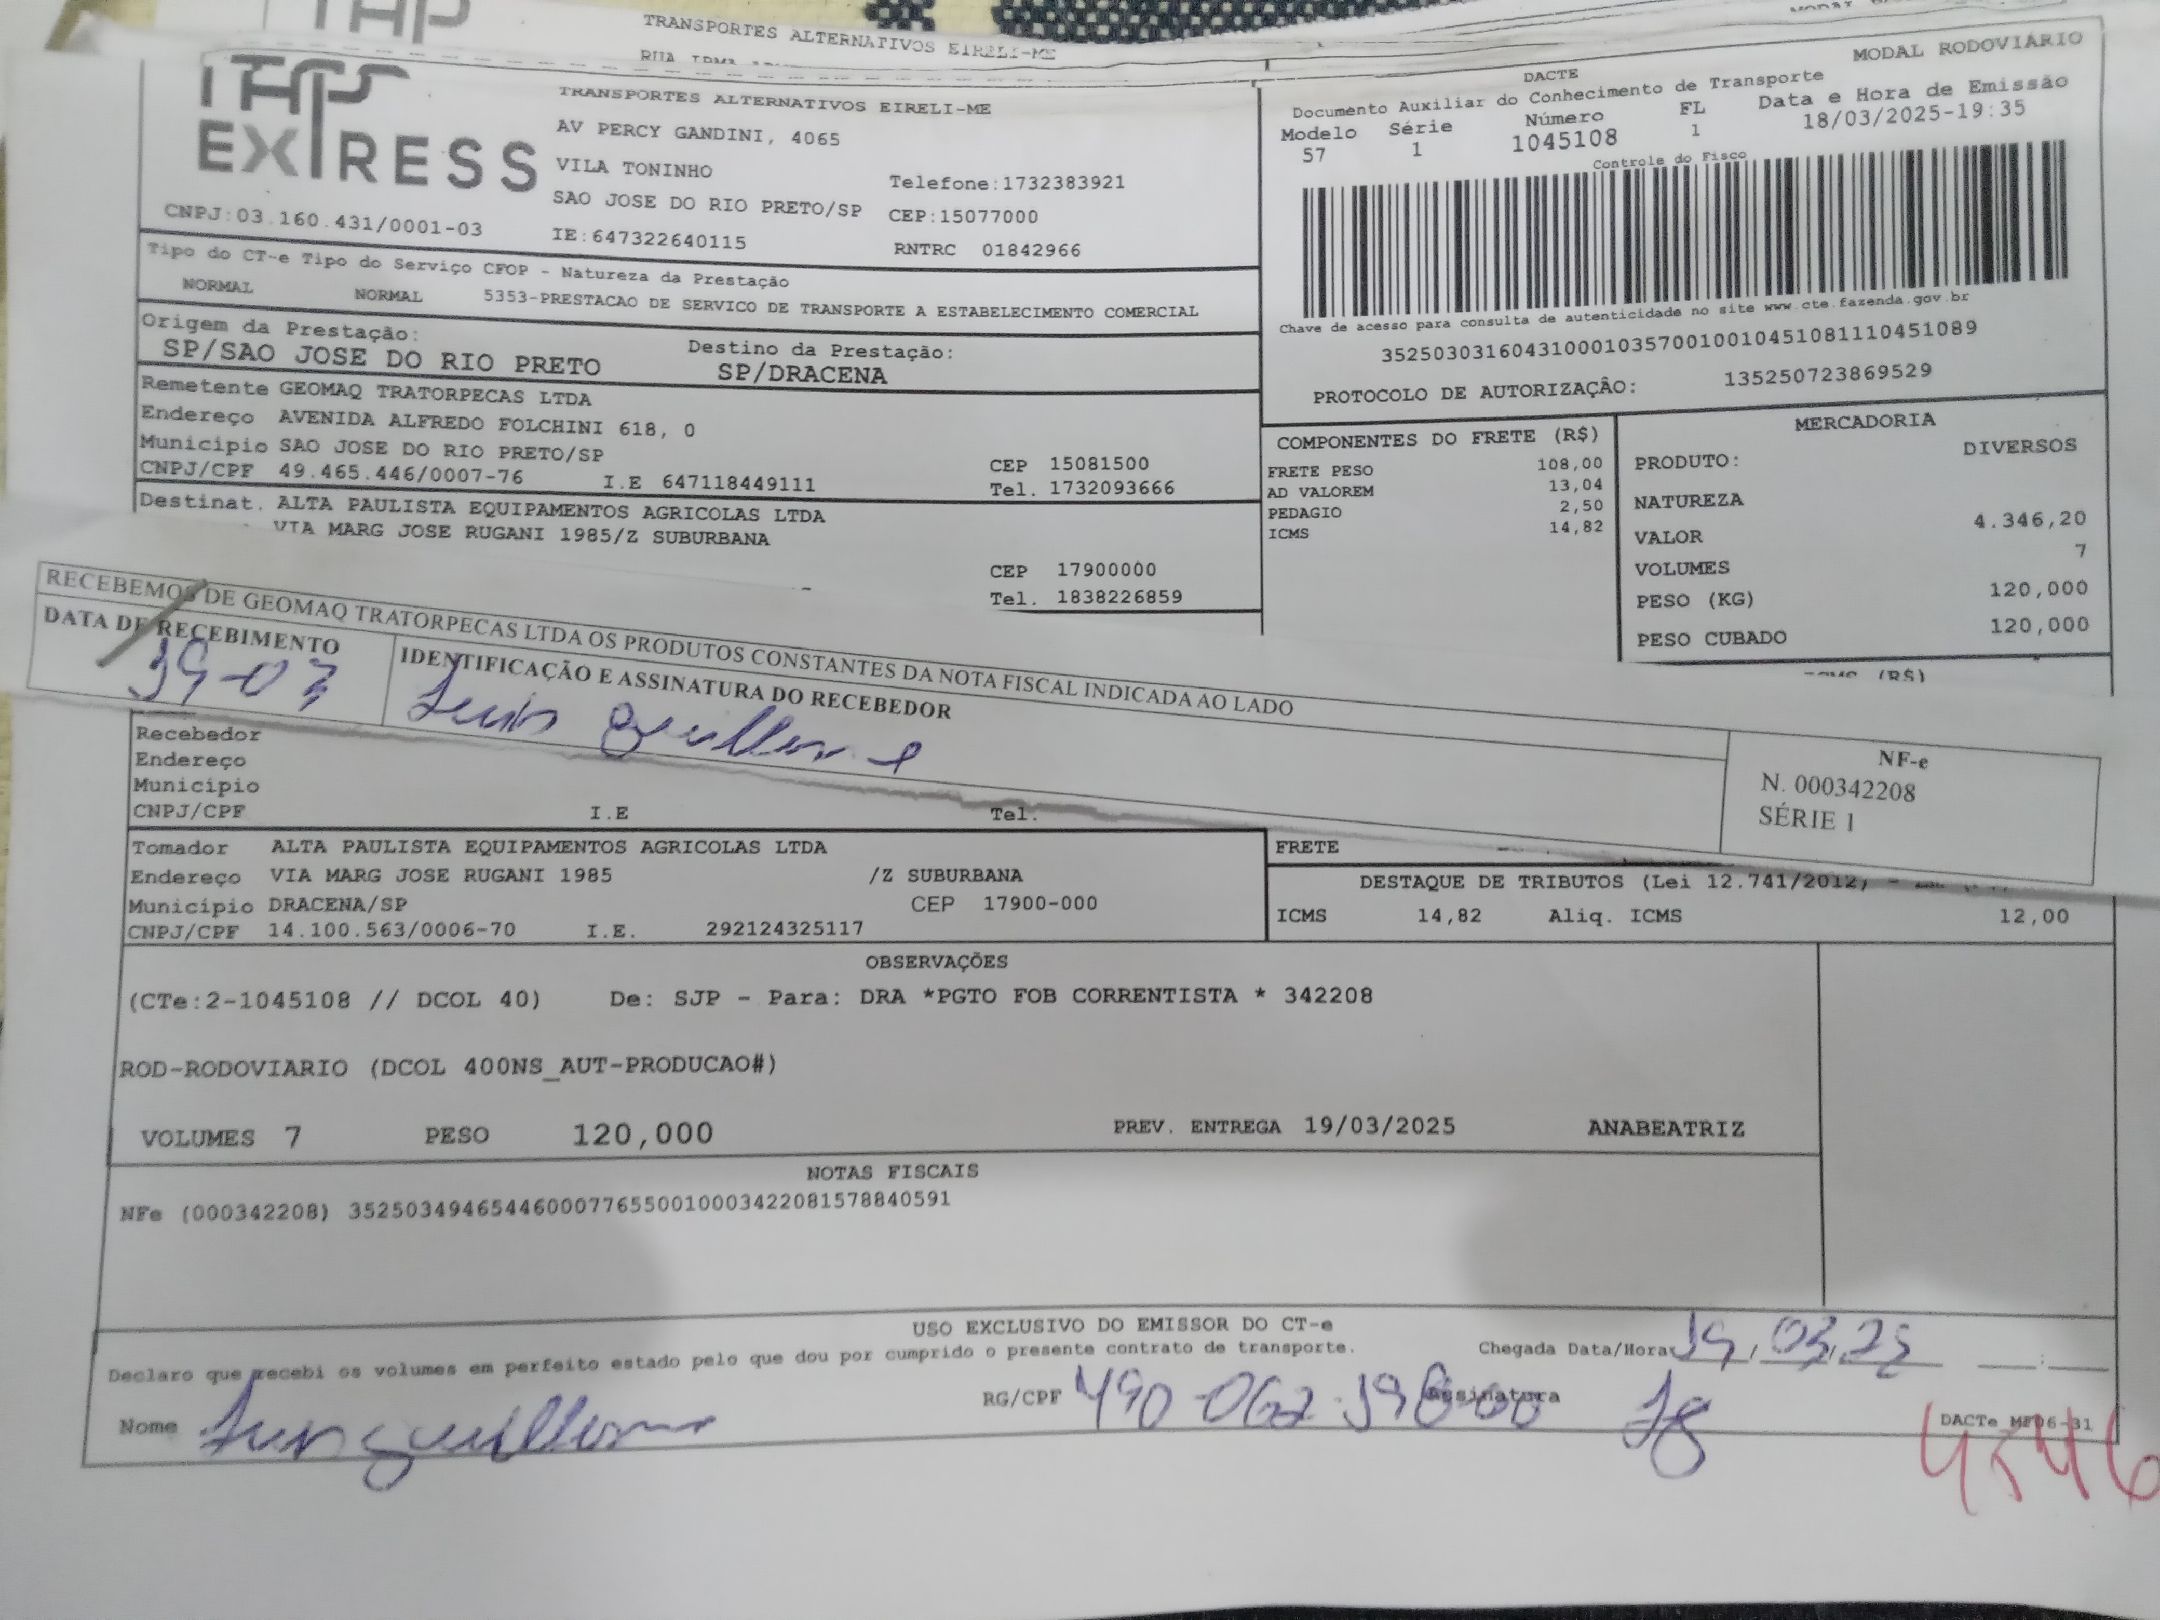 TRANSPORTES ALTERNATIVOS EIRELI-ME
EXPRESS
TRANSPORTES ALTERNATIVOS EIRELI-ME
AV PERCY GANDINI, 4065
VILA TONINHO
Telefone:1732383921
SAO JOSE DO RIO PRETO/SP CEP:15077000
CNPJ:03.160.431/0001-03 IE:647322640115 RNTRC 01842966
MODAL RODOVIÁRIO
DACTE
Documento Auxiliar do Conhecimento de Transporte
Modelo Série Número FL Data e Hora de Emissão
57 1 1045108 1 18/03/2025-19:35
Controle do Fisco
Chave de acesso para consulta de autenticidade no site www.cte.fazenda.gov.br
35250303160431000103570010010451081110451089
PROTOCOLO DE AUTORIZAÇÃO: 135250723869529
Tipo do CT-e Tipo do Serviço CFOP - Natureza da Prestação
NORMAL NORMAL 5353-PRESTACAO DE SERVICO DE TRANSPORTE A ESTABELECIMENTO COMERCIAL
Origem da Prestação: Destino da Prestação:
SP/SAO JOSE DO RIO PRETO SP/DRACENA
Remetente GEOMAQ TRATORPECAS LTDA
Endereço AVENIDA ALFREDO FOLCHINI 618, 0
Município SAO JOSE DO RIO PRETO/SP CEP 15081500
CNPJ/CPF 49.465.446/0007-76 I.E 647118449111 Tel. 1732093666
Destinat. ALTA PAULISTA EQUIPAMENTOS AGRICOLAS LTDA
VIA MARG JOSE RUGANI 1985/Z SUBURBANA
CEP 17900000
Tel. 1838226859
COMPONENTES DO FRETE (R$)
FRETE PESO 108,00
AD VALOREM 13,04
PEDAGIO 2,50
ICMS 14,82
MERCADORIA
PRODUTO: DIVERSOS
NATUREZA
VALOR 4.346,20
VOLUMES 7
PESO (KG) 120,000
PESO CUBADO 120,000
RECEBEMOS DE GEOMAQ TRATORPECAS LTDA OS PRODUTOS CONSTANTES DA NOTA FISCAL INDICADA AO LADO
DATA DE RECEBIMENTO IDENTIFICAÇÃO E ASSINATURA DO RECEBEDOR
19-03 Luis Guilherme
NF-e
N. 000342208
SÉRIE 1
Recebedor
Endereço
Município
CNPJ/CPF I.E Tel.
Tomador ALTA PAULISTA EQUIPAMENTOS AGRICOLAS LTDA
Endereço VIA MARG JOSE RUGANI 1985 /Z SUBURBANA
Município DRACENA/SP CEP 17900-000
CNPJ/CPF 14.100.563/0006-70 I.E. 292124325117
FRETE
DESTAQUE DE TRIBUTOS (Lei 12.741/2012) -
ICMS 14,82 Aliq. ICMS 12,00
OBSERVAÇÕES
(CTe:2-1045108 // DCOL 40) De: SJP - Para: DRA *PGTO FOB CORRENTISTA * 342208
ROD-RODOVIARIO (DCOL 400NS_AUT-PRODUCAO#)
VOLUMES 7 PESO 120,000 PREV. ENTREGA 19/03/2025 ANABEATRIZ
NOTAS FISCAIS
NFe (000342208) 35250349465446000776550010003422081578840591
USO EXCLUSIVO DO EMISSOR DO CT-e
Declaro que recebi os volumes em perfeito estado pelo que dou por cumprido o presente contrato de transporte. Chegada Data/Hora 19/03/25
Nome Luis Guilherme RG/CPF Assinatura
DACTe MF06-31